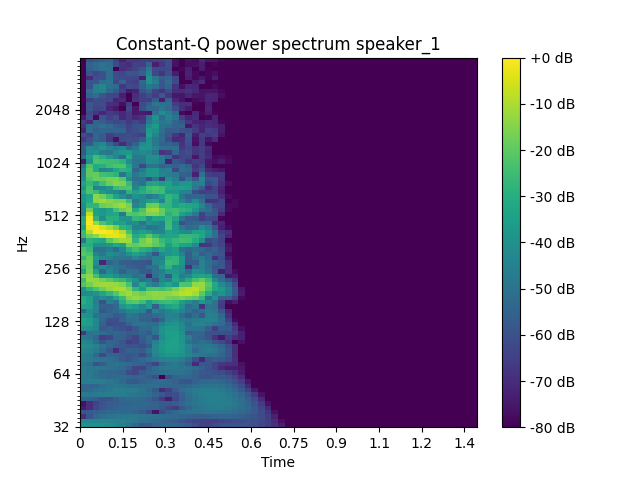 Constant-Q power spectrum speaker_1
Hz
2048
1024
512
256
128
64
32
0 0.15 0.3 0.45 0.6 0.75 0.9 1.1 1.2 1.4
Time
+0 dB
-10 dB
-20 dB
-30 dB
-40 dB
-50 dB
-60 dB
-70 dB
-80 dB